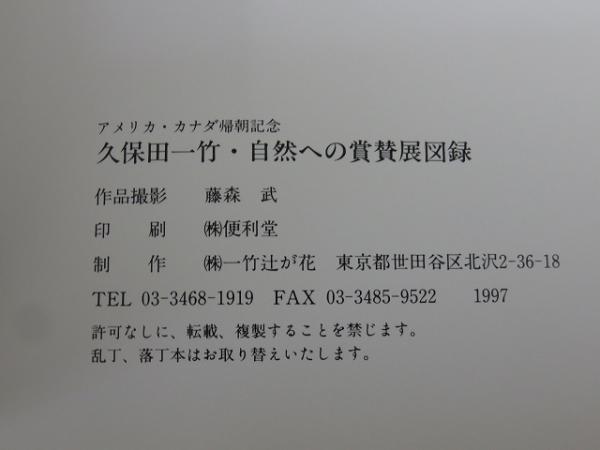 アメリカ・カナダ帰朝記念
久保田一竹・自然への賞賛展図録
作品撮影　藤森　武
印　　刷　㈱便利堂
制　　作　㈱一竹辻が花　東京都世田谷区北沢2-36-18
TEL 03-3468-1919　FAX 03-3485-9522　　1997
許可なしに、転載、複製することを禁じます。
乱丁、落丁本はお取り替えいたします。